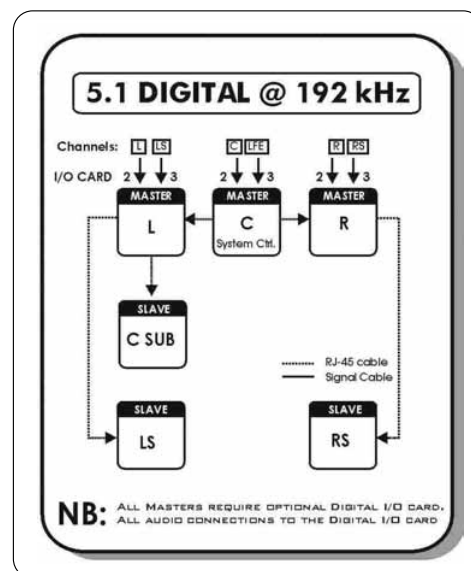 5.1 DIGITAL @ 192 kHz
Channels: L LS C LFE R RS
I/O CARD 2 3 2 3 2 3
MASTER MASTER MASTER
L C R
System Ctrl.
SLAVE
C SUB
RJ-45 cable
Signal Cable
SLAVE SLAVE
LS RS
NB: ALL MASTERS REQUIRE OPTIONAL DIGITAL I/O CARD.
ALL AUDIO CONNECTIONS TO THE DIGITAL I/O CARD